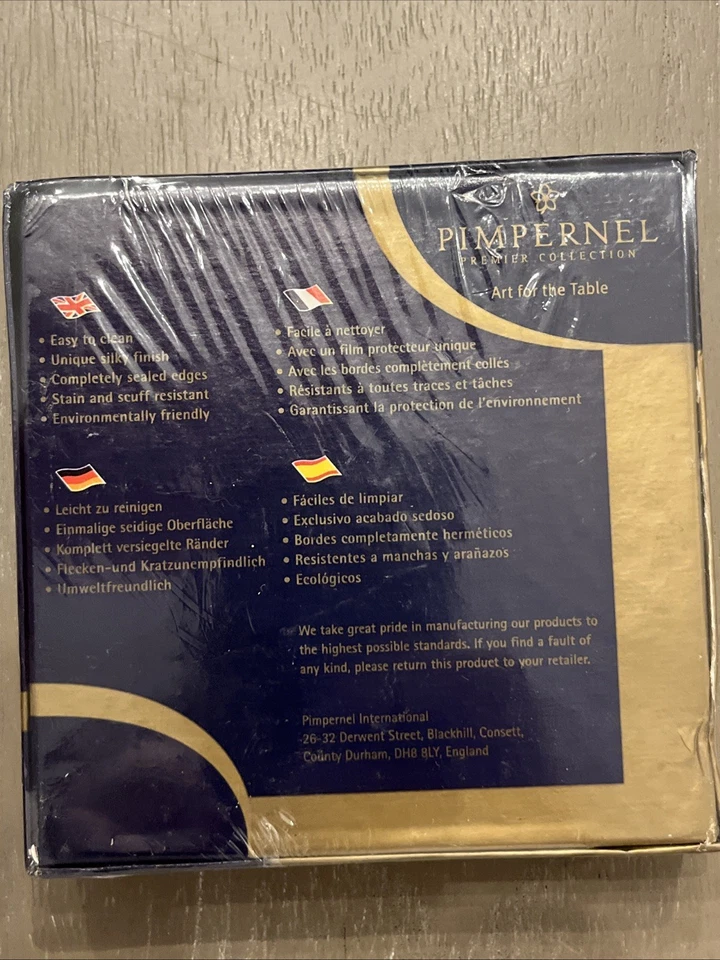 PIMPERNEL
PREMIER COLLECTION
Art for the Table
• Easy to clean
• Unique silky finish
• Completely sealed edges
• Stain and scuff resistant
• Environmentally friendly
• Facile à nettoyer
• Avec un film protecteur unique
• Avec les bordes complètement collés
• Résistants à toutes traces et tâches
• Garantissant la protection de l'environnement
• Leicht zu reinigen
• Einmalige seidige Oberfläche
• Komplett versiegelte Ränder
• Flecken-und Kratzunempfindlich
• Umweltfreundlich
• Fáciles de limpiar
• Exclusivo acabado sedoso
• Bordes completamente herméticos
• Resistentes a manchas y arañazos
• Ecológicos
We take great pride in manufacturing our products to
the highest possible standards. If you find a fault of
any kind, please return this product to your retailer.
Pimpernel International
26-32 Derwent Street, Blackhill, Consett,
County Durham, DH8 8LY, England